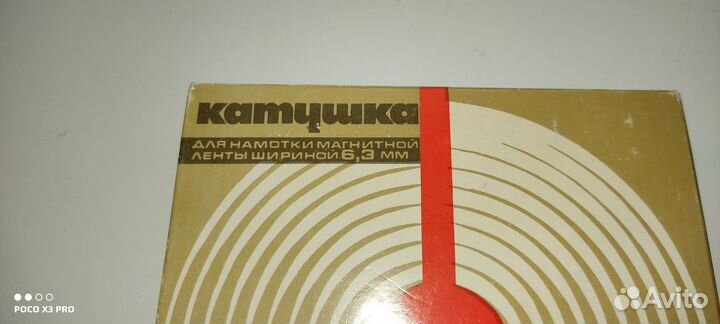 катушка
ДЛЯ НАМОТКИ МАГНИТНОЙ
ЛЕНТЫ ШИРИНОЙ 6,3 ММ
POCO X3 PRO
Avito